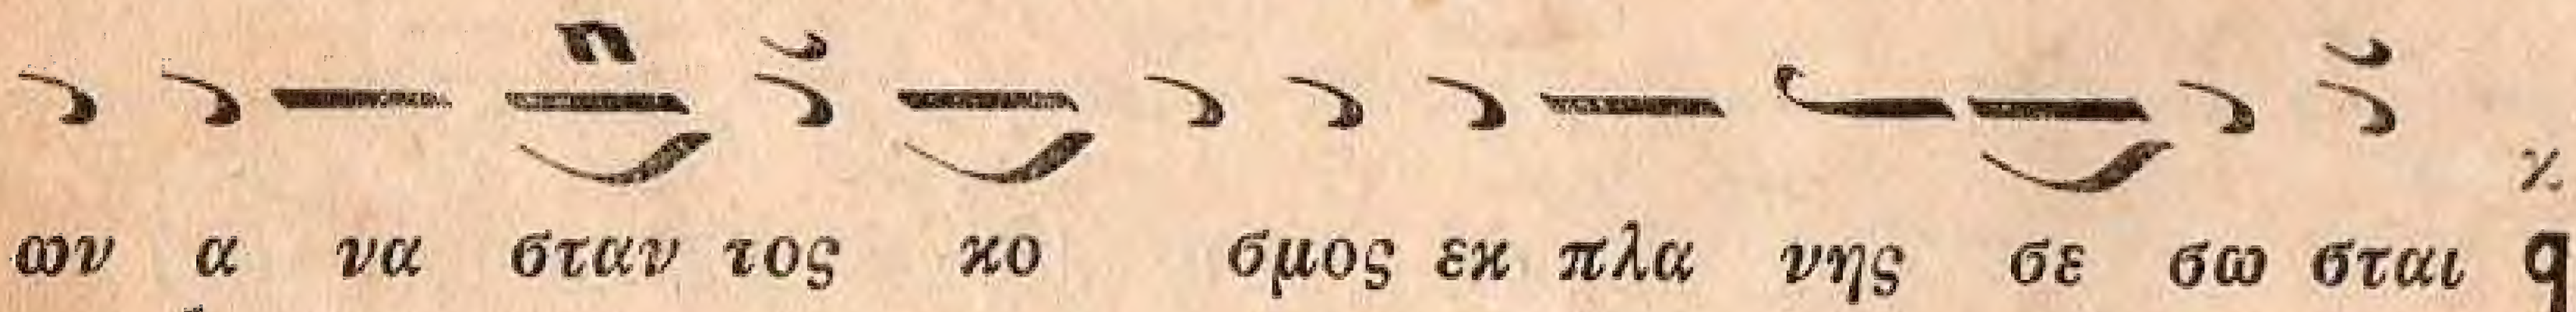 ων α να σταν τος κο σμος εκ πλα νης σε σω σται q